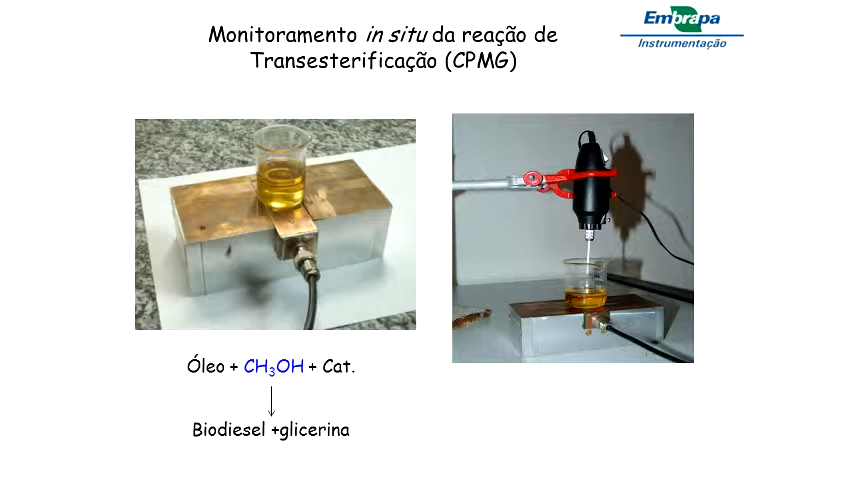 Monitoramento in situ da reação de
Transesterificação (CPMG)
Embrapa
Instrumentação
Óleo + CH₃OH + Cat.
Biodiesel +glicerina